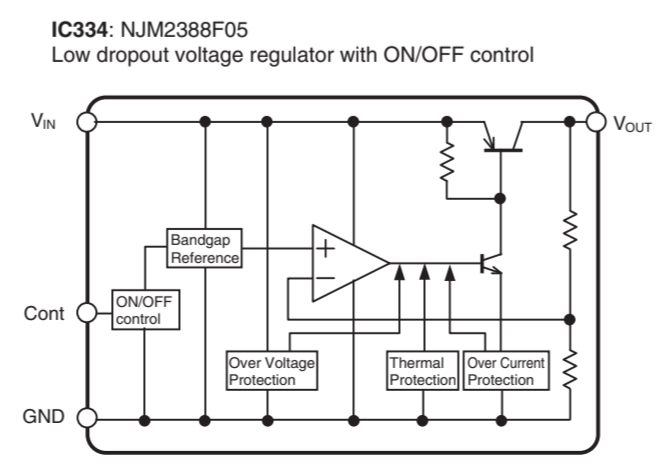 IC334: NJM2388F05
Low dropout voltage regulator with ON/OFF control
VIN
VOUT
Bandgap
Reference
+
−
Cont
ON/OFF
control
Over Voltage
Protection
Thermal
Protection
Over Current
Protection
GND